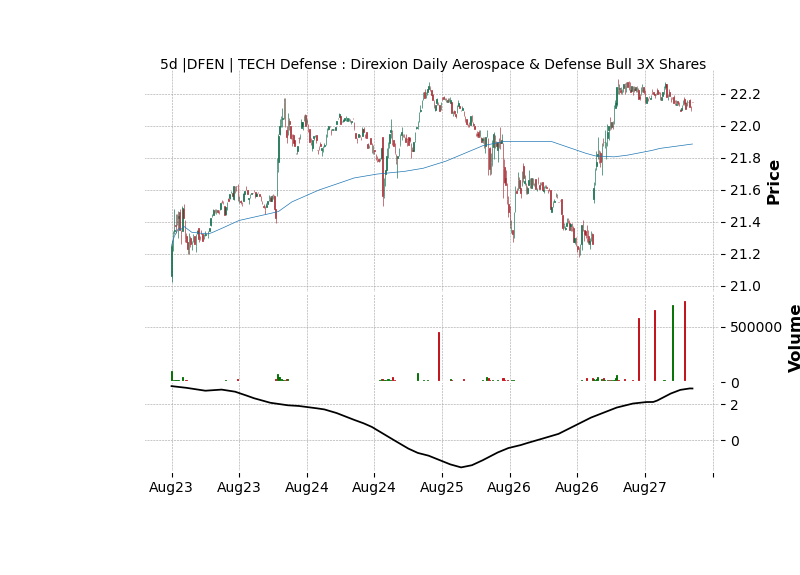 5d |DFEN | TECH Defense : Direxion Daily Aerospace & Defense Bull 3X Shares
22.2
22.0
21.8
21.6
21.4
21.2
21.0
Price
500000
0
Volume
2
0
Aug23 Aug23 Aug24 Aug24 Aug25 Aug26 Aug26 Aug27